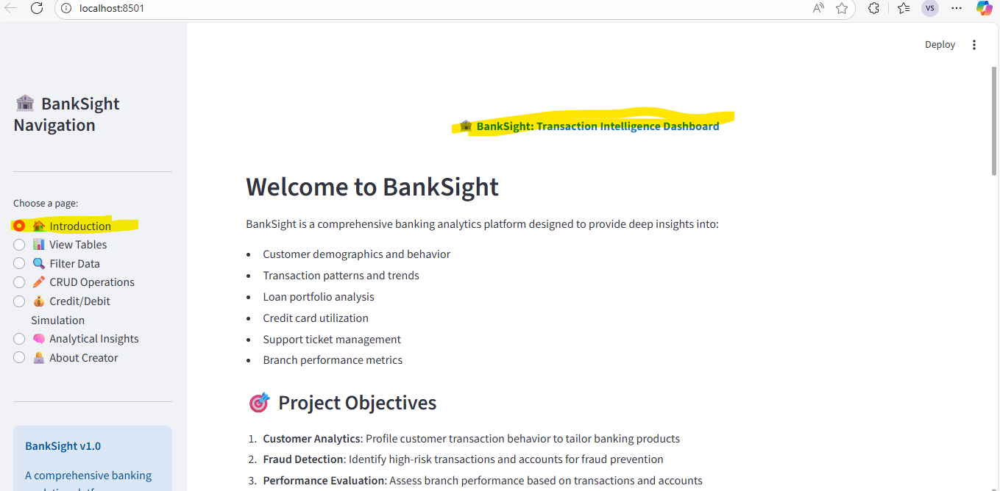 localhost:8501
VS
Deploy
BankSight
Navigation
Choose a page:
Introduction
View Tables
Filter Data
CRUD Operations
Credit/Debit
Simulation
Analytical Insights
About Creator
BankSight v1.0
A comprehensive banking
BankSight: Transaction Intelligence Dashboard
Welcome to BankSight
BankSight is a comprehensive banking analytics platform designed to provide deep insights into:
• Customer demographics and behavior
• Transaction patterns and trends
• Loan portfolio analysis
• Credit card utilization
• Support ticket management
• Branch performance metrics
Project Objectives
1. Customer Analytics: Profile customer transaction behavior to tailor banking products
2. Fraud Detection: Identify high-risk transactions and accounts for fraud prevention
3. Performance Evaluation: Assess branch performance based on transactions and accounts